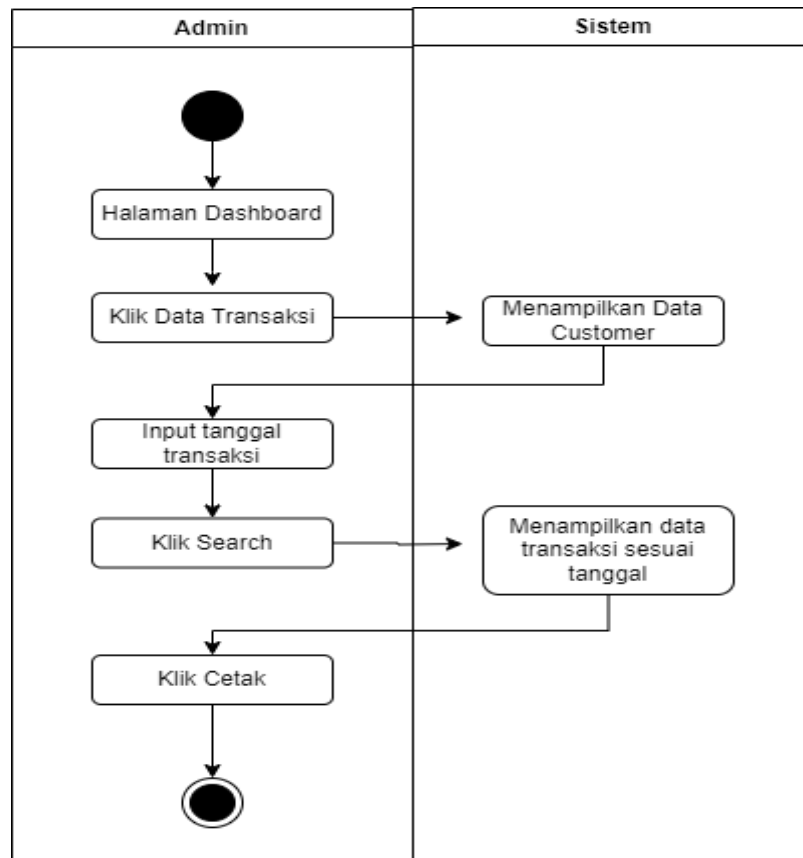 Admin
Sistem
Halaman Dashboard
Klik Data Transaksi
Menampilkan Data
Customer
Input tanggal
transaksi
Klik Search
Menampilkan data
transaksi sesuai
tanggal
Klik Cetak